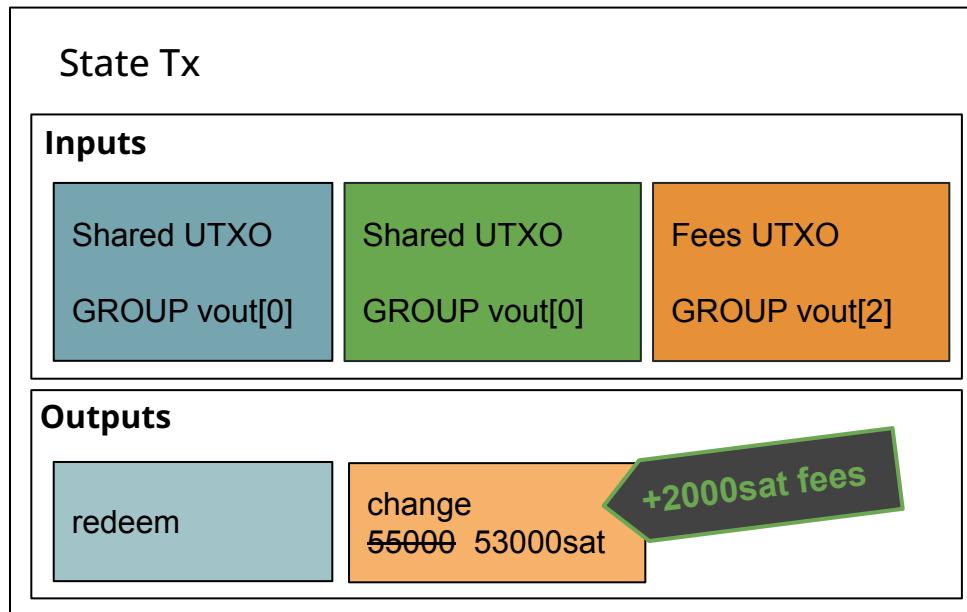 State Tx
Inputs
Shared UTXO
GROUP vout[0]
Shared UTXO
GROUP vout[0]
Fees UTXO
GROUP vout[2]
Outputs
redeem
change
55000 53000sat
+2000sat fees